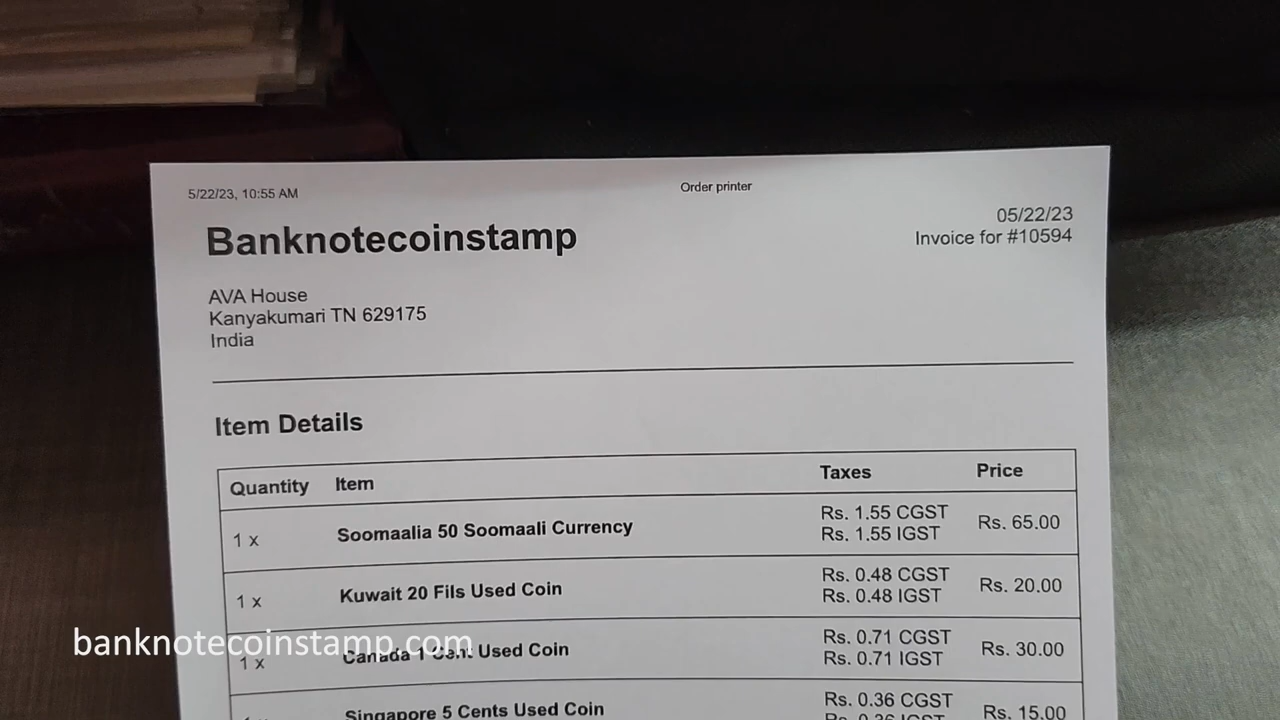 5/22/23, 10:55 AM
Order printer
Banknotecoinstamp
05/22/23
Invoice for #10594
AVA House
Kanyakumari TN 629175
India
Item Details
Quantity Item Taxes Price
1 x Soomaalia 50 Soomaali Currency Rs. 1.55 CGST Rs. 65.00
Rs. 1.55 IGST
1 x Kuwait 20 Fils Used Coin Rs. 0.48 CGST Rs. 20.00
Rs. 0.48 IGST
banknotecoinstamp.com
1 x Canada 1 Cent Used Coin Rs. 0.71 CGST Rs. 30.00
Rs. 0.71 IGST
Singapore 5 Cents Used Coin Rs. 0.36 CGST Rs. 15.00